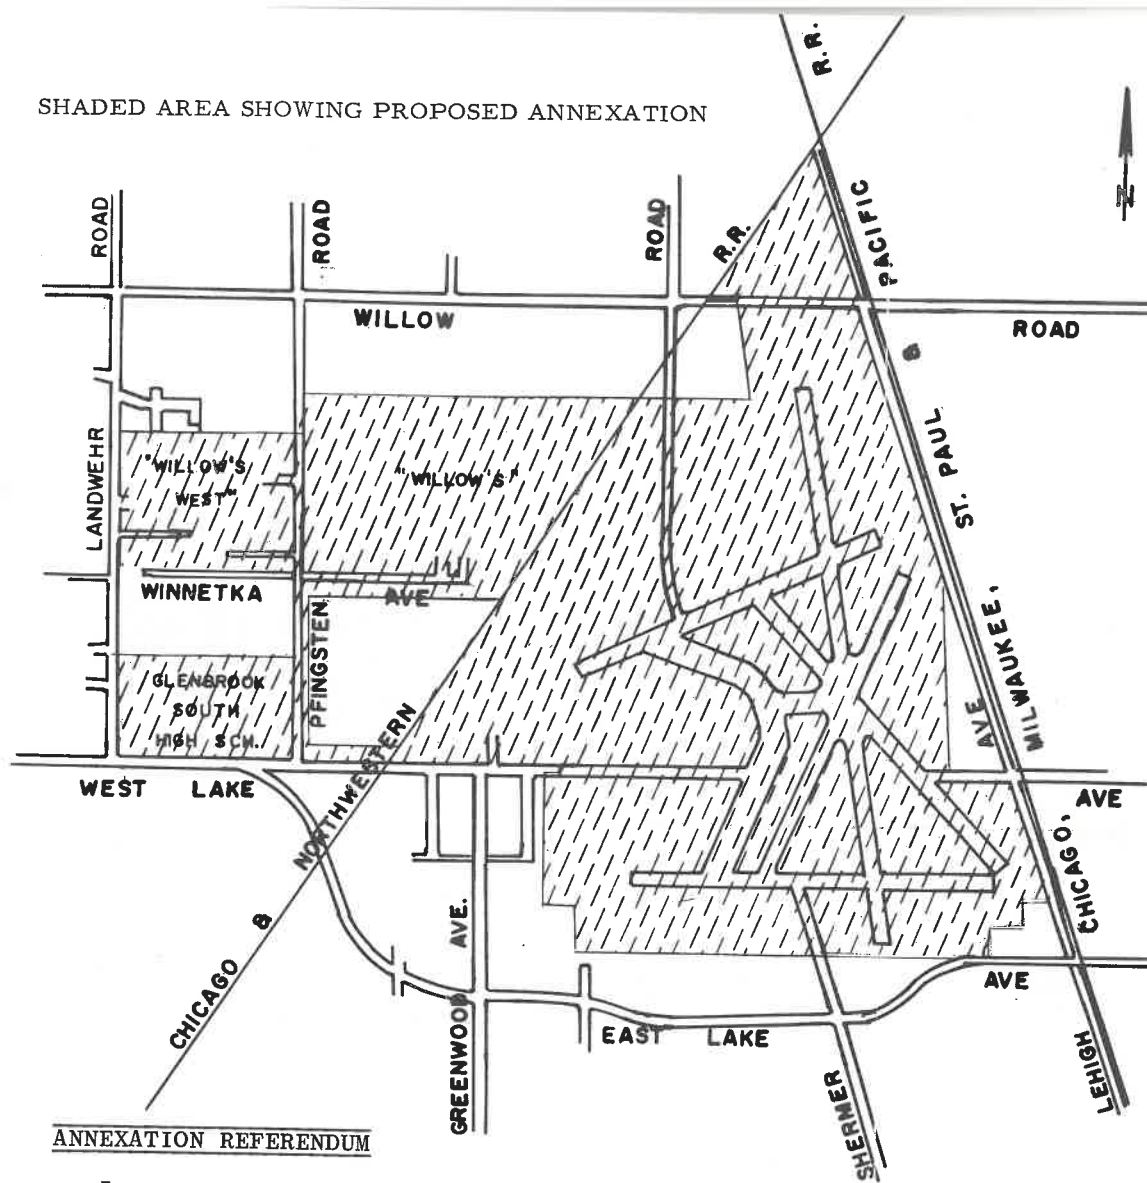 SHADED AREA SHOWING PROPOSED ANNEXATION
R.R.
N
ROAD
ROAD
ROAD
R.R.
PACIFIC
WILLOW
ROAD
&
ST. PAUL
LANDWEHR
"WILLOW'S
WEST"
"WILLOW'S"
WINNETKA
AVE
PFINGSTEN
GLENBROOK
SOUTH
HIGH SCH.
MILWAUKEE,
AVE
WEST LAKE
AVE
NORTHWESTERN
CHICAGO,
&
CHICAGO
GREENWOOD AVE.
AVE
EAST LAKE
LEHIGH
SHERMER
ANNEXATION REFERENDUM